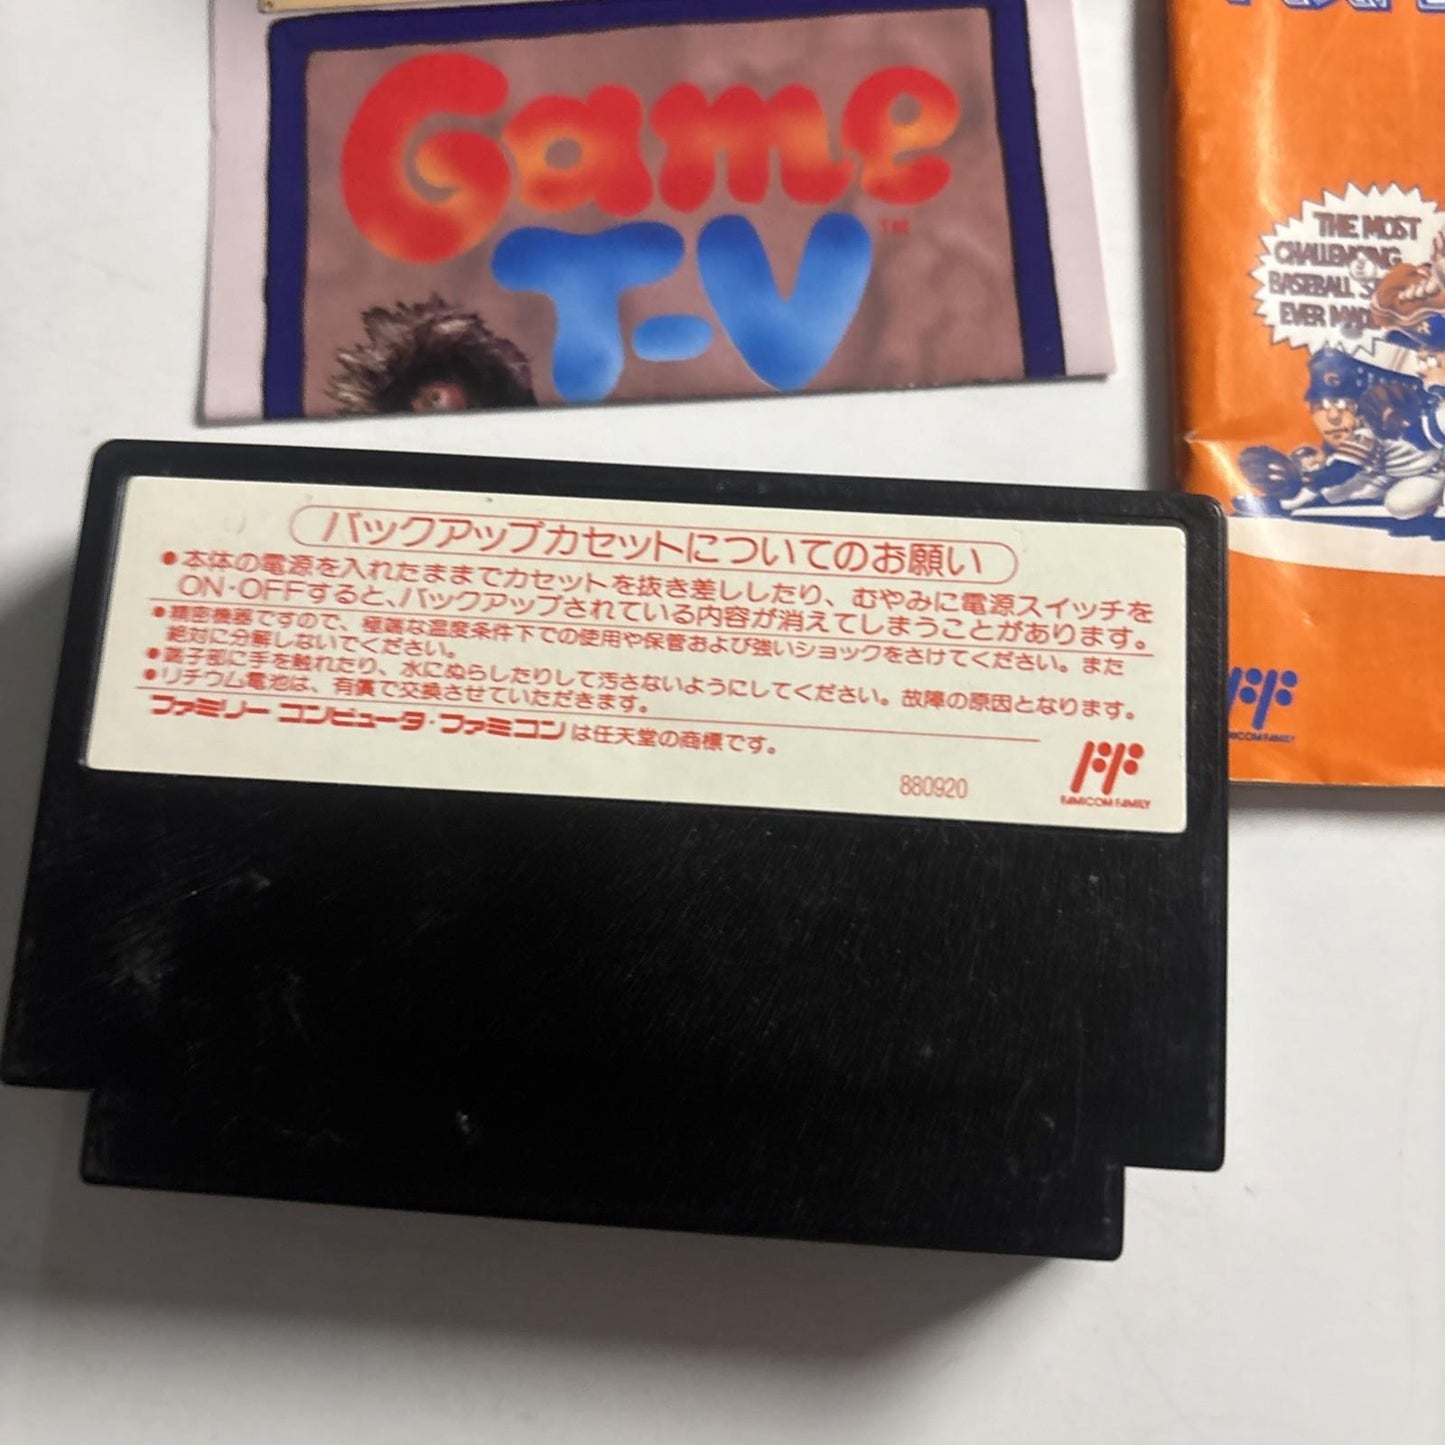 Game
T-V
TM
THE MOST
CHALLENGING
BASEBALL
EVER MADE
バックアップカセットについてのお願い
●本体の電源を入れたままでカセットを抜き差ししたり、むやみに電源スイッチを
ON・OFFすると、バックアップされている内容が消えてしまうことがあります。
●精密機器ですので、極端な温度条件下での使用や保管および強いショックをさけてください。また
絶対に分解しないでください。
●端子部に手を触れたり、水にぬらしたりして汚さないようにしてください。故障の原因となります。
●リチウム電池は、有償で交換させていただきます。
ファミリーコンピュータ・ファミコンは任天堂の商標です。
880920
FAMICOM FAMILY
FAMICOM FAMILY